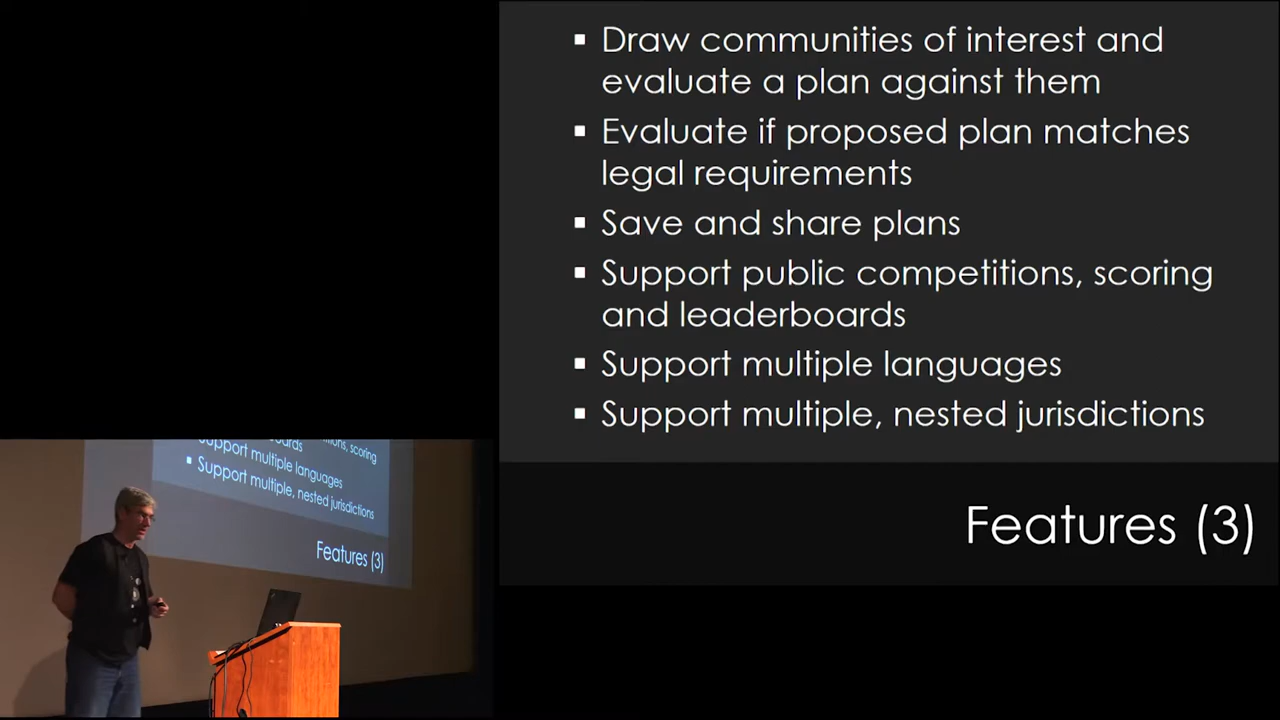 ▪ Draw communities of interest and
evaluate a plan against them
▪ Evaluate if proposed plan matches
legal requirements
▪ Save and share plans
▪ Support public competitions, scoring
and leaderboards
▪ Support multiple languages
▪ Support multiple, nested jurisdictions
Features (3)
scoring
▪ Support multiple languages
▪ Support multiple, nested jurisdictions
Features (3)